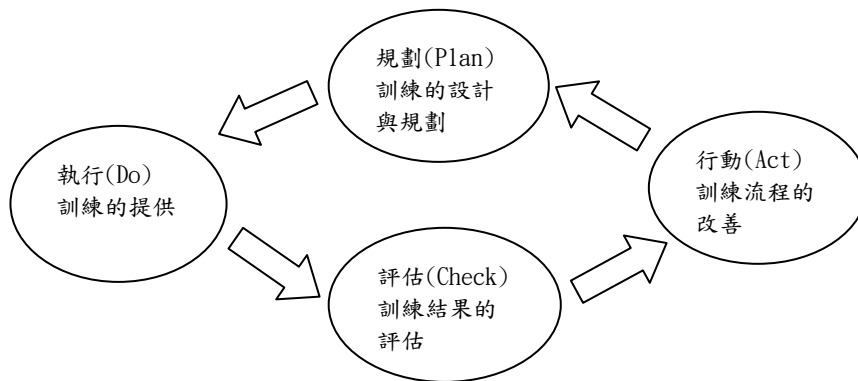 規劃(Plan)
訓練的設計
與規劃
執行(Do)
訓練的提供
評估(Check)
訓練結果的
評估
行動(Act)
訓練流程的
改善